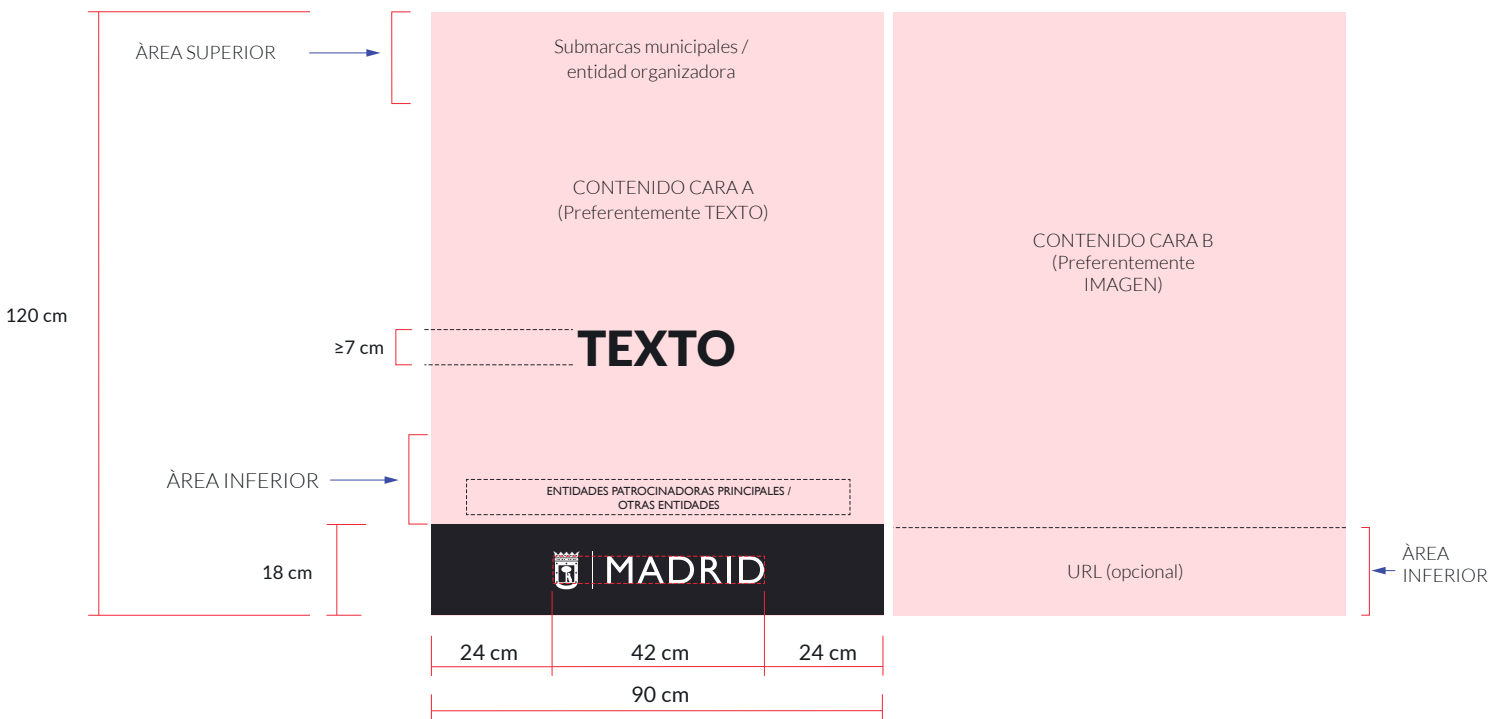 ÀREA SUPERIOR
Submarcas municipales /
entidad organizadora
CONTENIDO CARA A
(Preferentemente TEXTO)
CONTENIDO CARA B
(Preferentemente
IMAGEN)
120 cm
≥7 cm
TEXTO
ÀREA INFERIOR
ENTIDADES PATROCINADORAS PRINCIPALES /
OTRAS ENTIDADES
18 cm
MADRID
URL (opcional)
ÀREA
INFERIOR
24 cm
42 cm
24 cm
90 cm